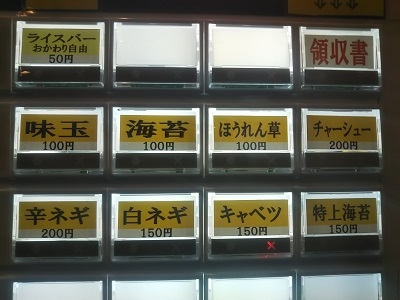 ライスバー
おかわり自由
50円
領収書
味玉
100円
海苔
100円
ほうれん草
100円
チャーシュー
200円
辛ネギ
200円
白ネギ
150円
キャベツ
150円
特上海苔
150円